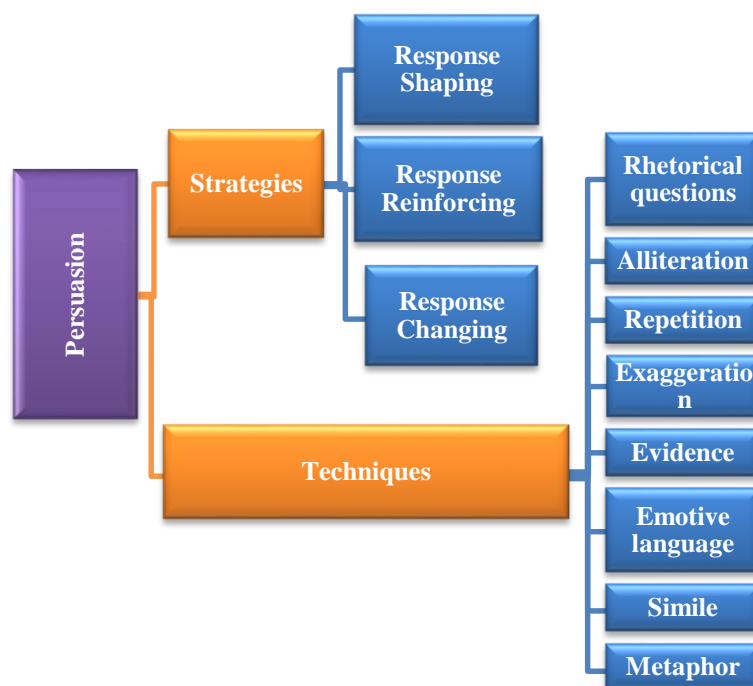 Persuasion
Strategies
Response
Shaping
Response
Reinforcing
Response
Changing
Techniques
Rhetorical
questions
Alliteration
Repetition
Exaggeratio
n
Evidence
Emotive
language
Simile
Metaphor